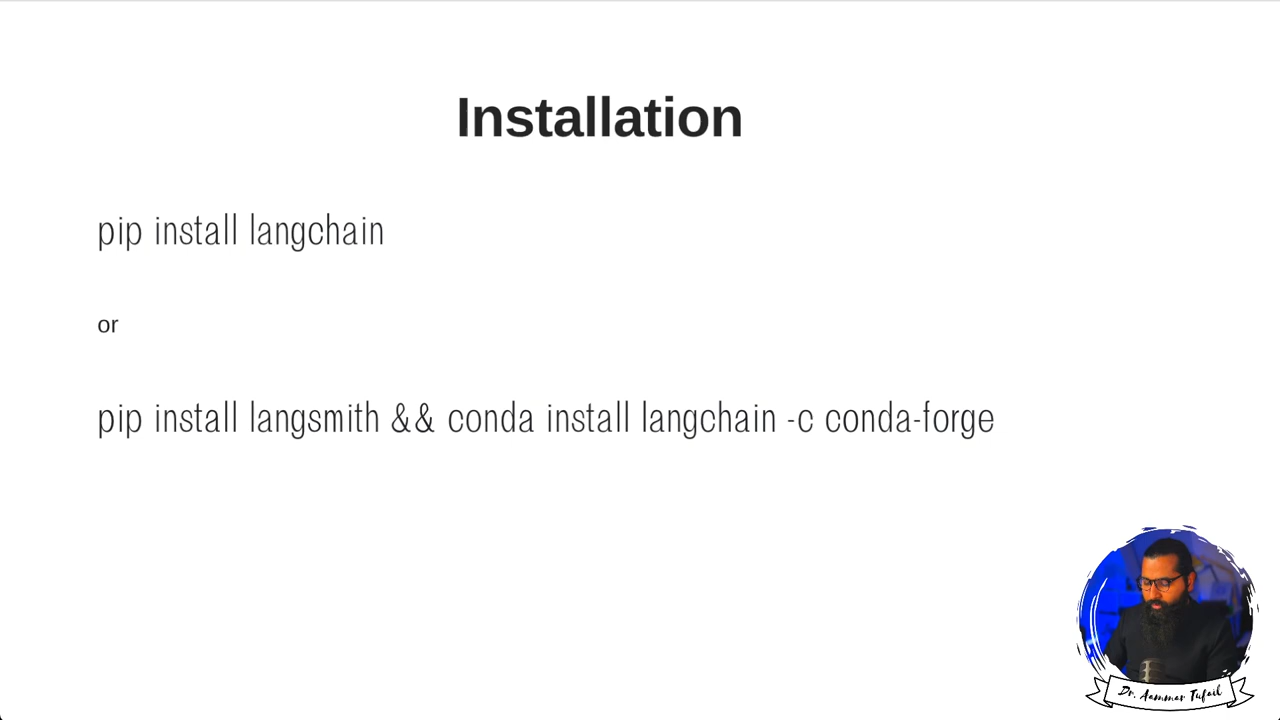 Installation
pip install langchain
or
pip install langsmith && conda install langchain -c conda-forge
Dr. Aammar Tufail